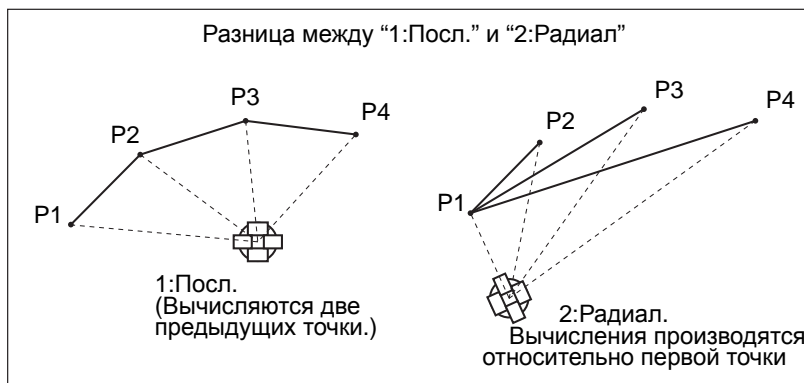 Разница между “1:Посл.” и “2:Радиал”
P1
P2
P3
P4
1:Посл.
(Вычисляются две
предыдущих точки.)
P1
P2
P3
P4
2:Радиал.
Вычисления производятся
относительно первой точки